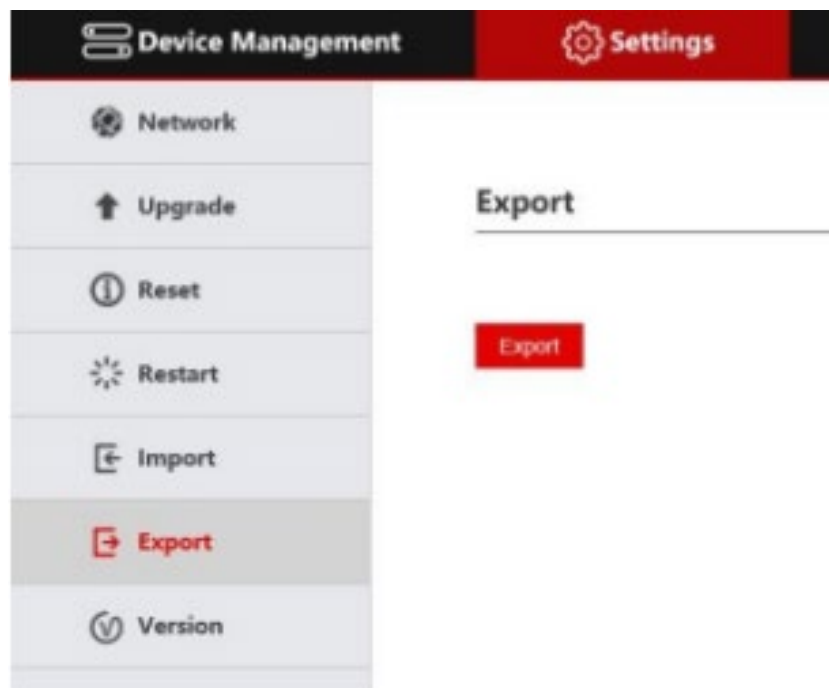 Device Management
Settings
Network
Upgrade
Reset
Restart
Import
Export
Version
Export
Export